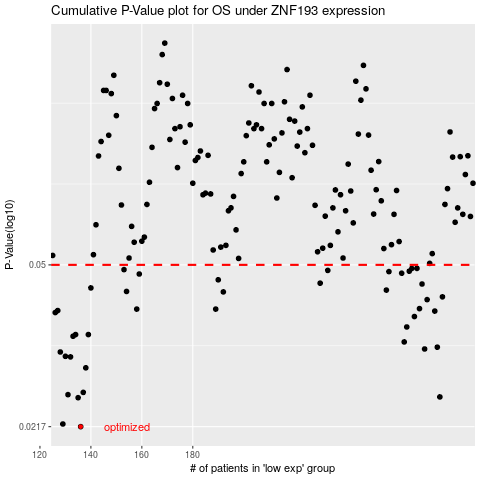 Cumulative P-Value plot for OS under ZNF193 expression
P-Value(log10)
0.05
0.0217
optimized
120 140 160 180
# of patients in 'low exp' group